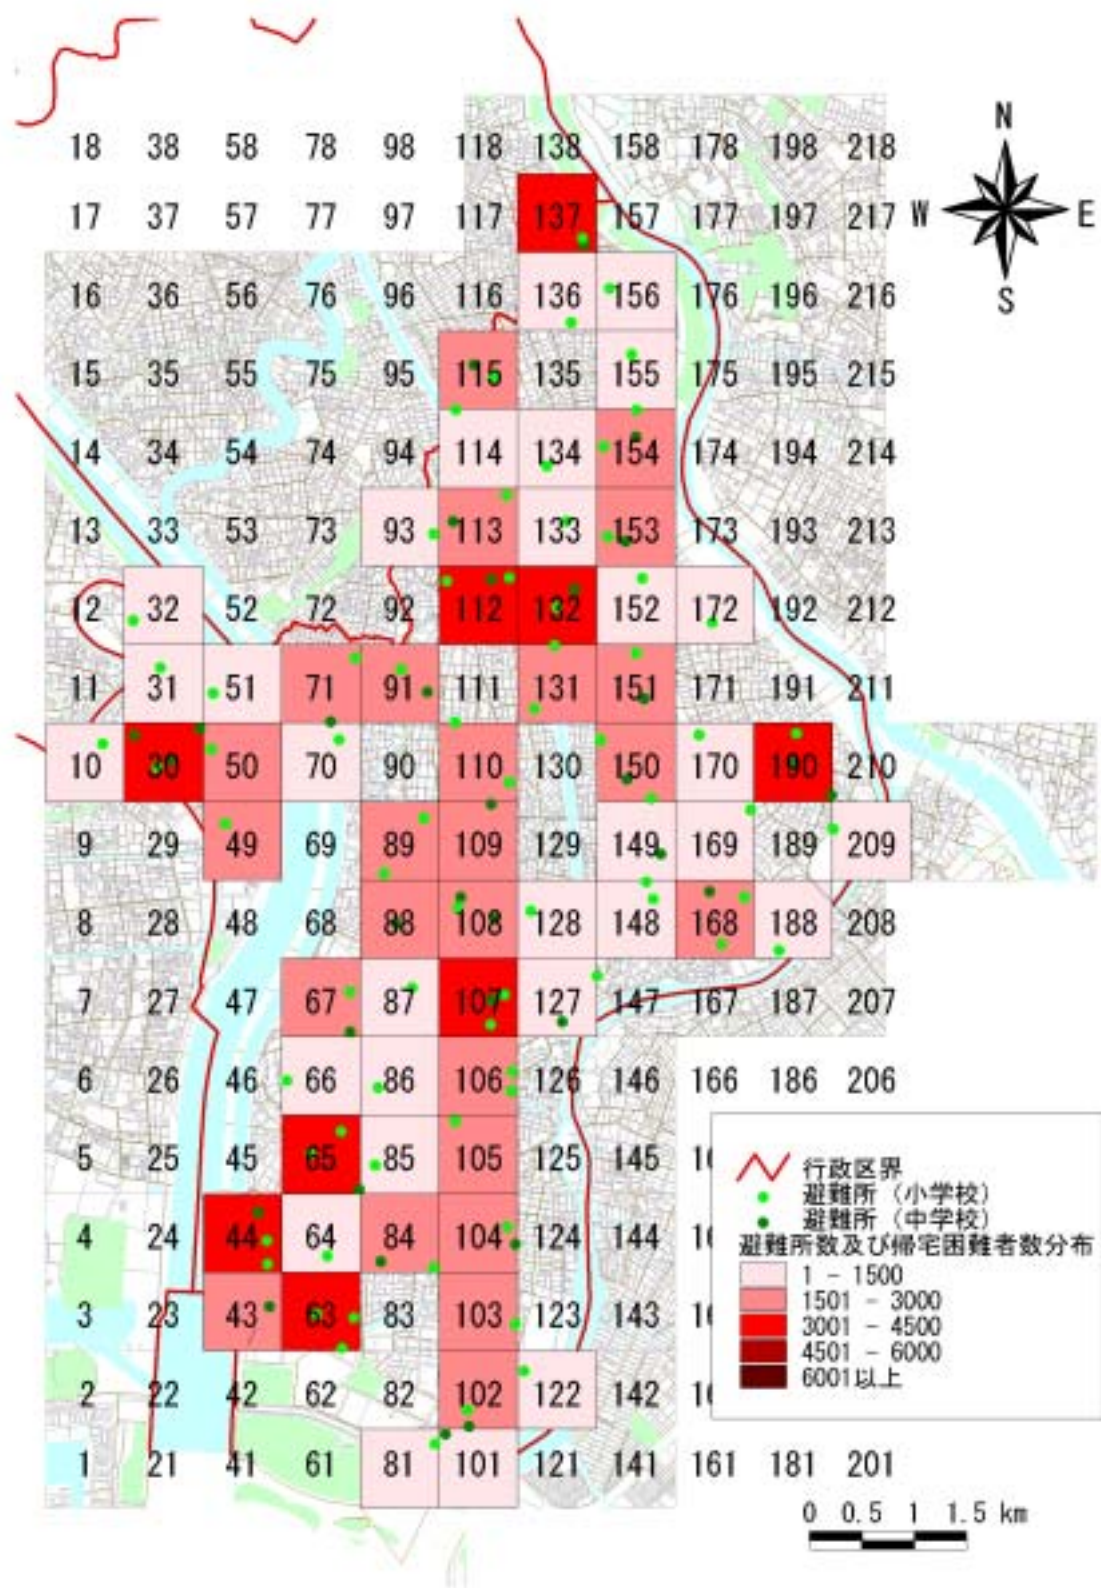 N
18 38 58 78 98 118 138 158 178 198 218
17 37 57 77 97 117 137 157 177 197 217 W E
16 36 56 76 96 116 136 156 176 196 216 S
15 35 55 75 95 115 135 155 175 195 215
14 34 54 74 94 114 134 154 174 194 214
13 33 53 73 93 113 133 153 173 193 213
12 32 52 72 92 112 132 152 172 192 212
11 31 51 71 91 111 131 151 171 191 211
10 30 50 70 90 110 130 150 170 190 210
9 29 49 69 89 109 129 149 169 189 209
8 28 48 68 88 108 128 148 168 188 208
7 27 47 67 87 107 127 147 167 187 207
6 26 46 66 86 106 126 146 166 186 206
5 25 45 65 85 105 125 145
4 24 44 64 84 104 124 144
3 23 43 63 83 103 123 143
2 22 42 62 82 102 122 142
1 21 41 61 81 101 121 141 161 181 201
行政区界
避難所（小学校）
避難所（中学校）
避難所数及び帰宅困難者数分布
1 - 1500
1501 - 3000
3001 - 4500
4501 - 6000
6001以上
0 0.5 1 1.5 km